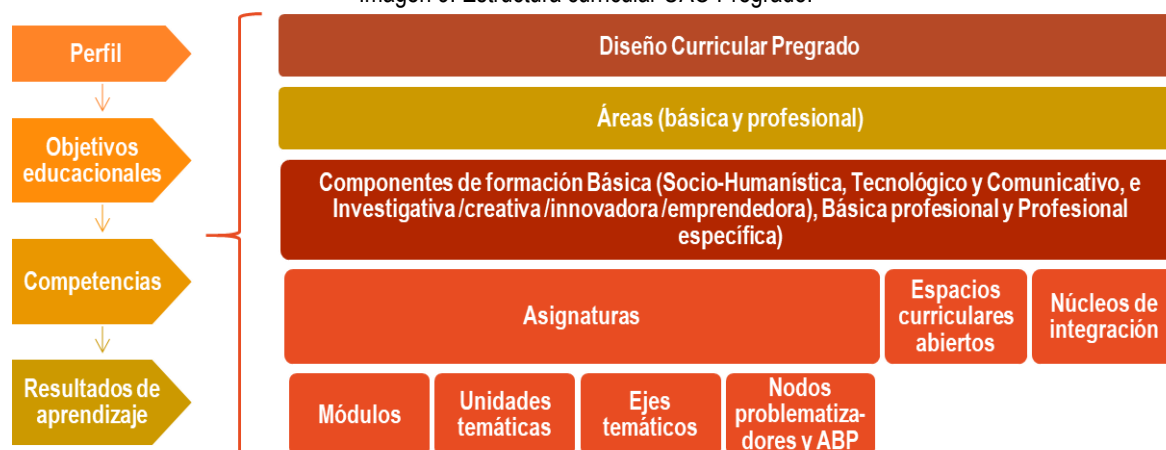 Perfil
Objetivos
educacionales
Competencias
Resultados de
aprendizaje
Diseño Curricular Pregrado
Áreas (básica y profesional)
Componentes de formación Básica (Socio-Humanística, Tecnológico y Comunicativo, e
Investigativa /creativa /innovadora /emprendedora), Básica profesional y Profesional
específica)
Asignaturas
Espacios
curriculares
abiertos
Núcleos de
integración
Módulos
Unidades
temáticas
Ejes
temáticos
Nodos
problematiza-
dores y ABP